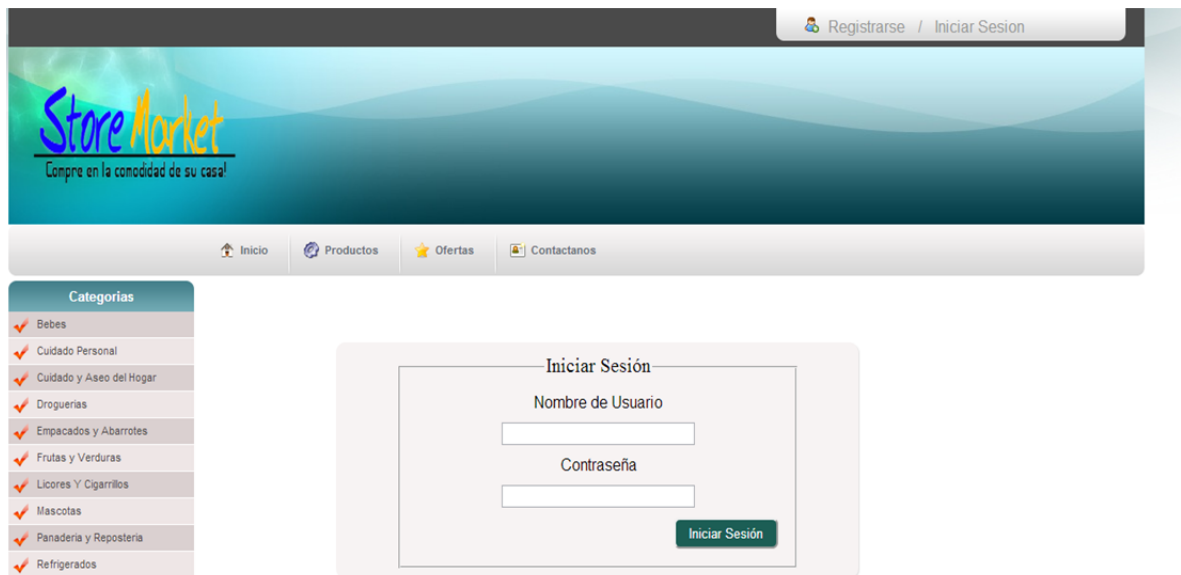 Registrarse / Iniciar Sesion
Store Market
Compre en la comodidad de su casa!
Inicio Productos Ofertas Contactanos
Categorias
Bebes
Cuidado Personal
Cuidado y Aseo del Hogar
Droguerias
Empacados y Abarrotes
Frutas y Verduras
Licores Y Cigarrillos
Mascotas
Panaderia y Reposteria
Refrigerados
Iniciar Sesión
Nombre de Usuario
Contraseña
Iniciar Sesión